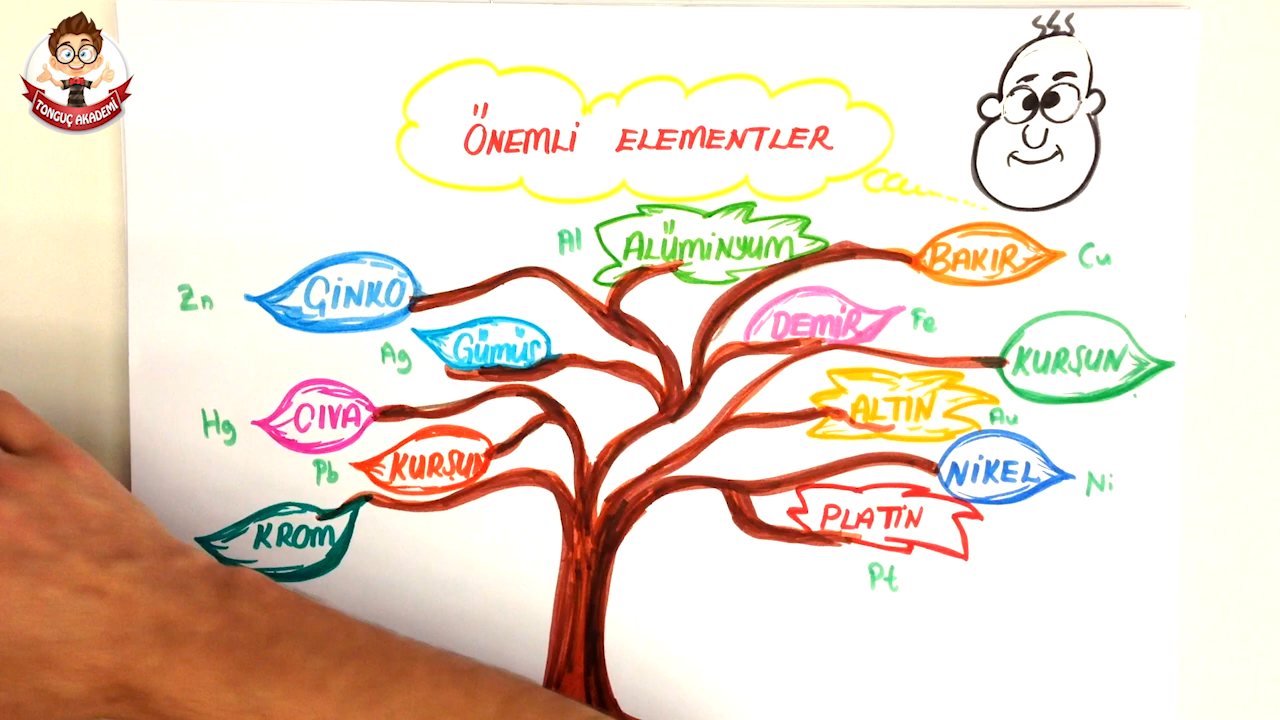 TONGUÇ AKADEMİ
ÖNEMLİ ELEMENTLER
Al ALÜMİNYUM
BAKIR Cu
Zn ÇİNKO
DEMİR Fe
Ag GÜMÜŞ
KURŞUN
Hg CIVA
ALTIN Au
Pb KURŞUN
NİKEL Ni
KROM
PLATİN
Pt